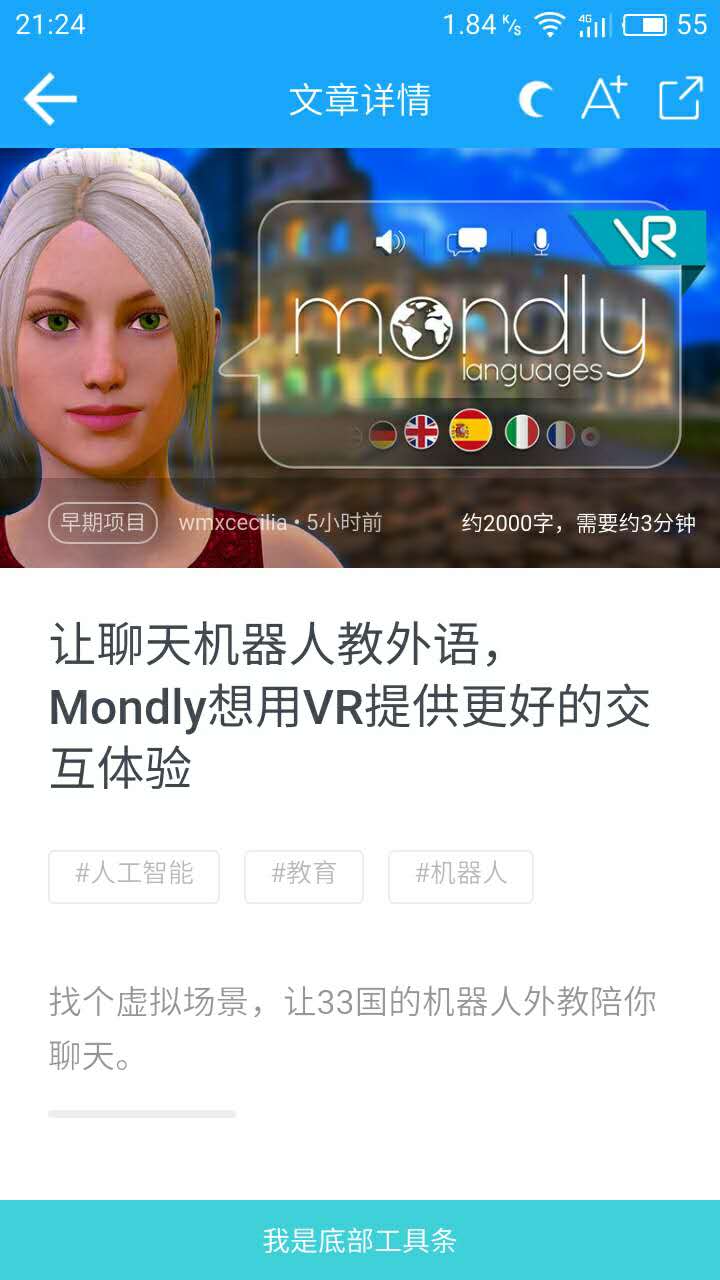 21:24
1.84 K/s 4G 55
文章详情
A+
VR
mondly
languages
早期项目 wmxcecilia • 5小时前 约2000字，需要约3分钟
让聊天机器人教外语，
Mondly想用VR提供更好的交
互体验
#人工智能 #教育 #机器人
找个虚拟场景，让33国的机器人外教陪你
聊天。
我是底部工具条